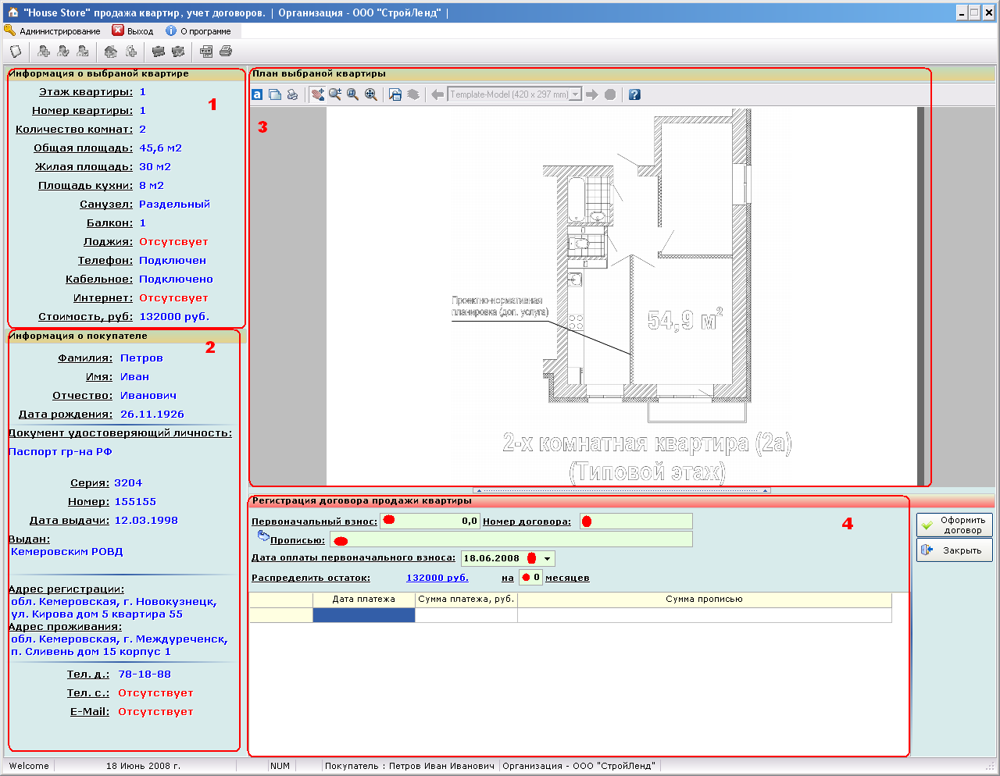 "House Store" продажа квартир, учет договоров. | Организация - ООО "СтройЛенд" |
Администрирование Выход О программе
Информация о выбраной квартире
1
Этаж квартиры: 1
Номер квартиры: 1
Количество комнат: 2
Общая площадь: 45,6 м2
Жилая площадь: 30 м2
Площадь кухни: 8 м2
Санузел: Раздельный
Балкон: 1
Лоджия: Отсутсвует
Телефон: Подключен
Кабельное: Подключено
Интернет: Отсутсвует
Стоимость, руб: 132000 руб.
Информация о покупателе
2
Фамилия: Петров
Имя: Иван
Отчество: Иванович
Дата рождения: 26.11.1926
Документ удостоверяющий личность:
Паспорт гр-на РФ
Серия: 3204
Номер: 155155
Дата выдачи: 12.03.1998
Выдан:
Кемеровским РОВД
Адрес регистрации:
обл. Кемеровская, г. Новокузнецк,
ул. Кирова дом 5 квартира 55
Адрес проживания:
обл. Кемеровская, г. Междуреченск,
п. Сливень дом 15 корпус 1
Тел. д.: 78-18-88
Тел. с.: Отсутствует
E-Mail: Отсутствует
План выбраной квартиры
a Template-Model (420 x 297 mm) ?
3
Проектно-нормативная
планировка (доп. услуга)
54,9 м²
2-х комнатная квартира (2а)
(Типовой этаж)
Регистрация договора продажи квартиры
4
Первоначальный взнос: 0,0 Номер договора:
Прописью:
Дата оплаты первоначального взноса: 18.06.2008
Распределить остаток: 132000 руб. на 0 месяцев
Дата платежа Сумма платежа, руб. Сумма прописью
Оформить
договор
Закрыть
Welcome 18 Июнь 2008 г. NUM Покупатель : Петров Иван Иванович Организация - ООО "СтройЛенд"